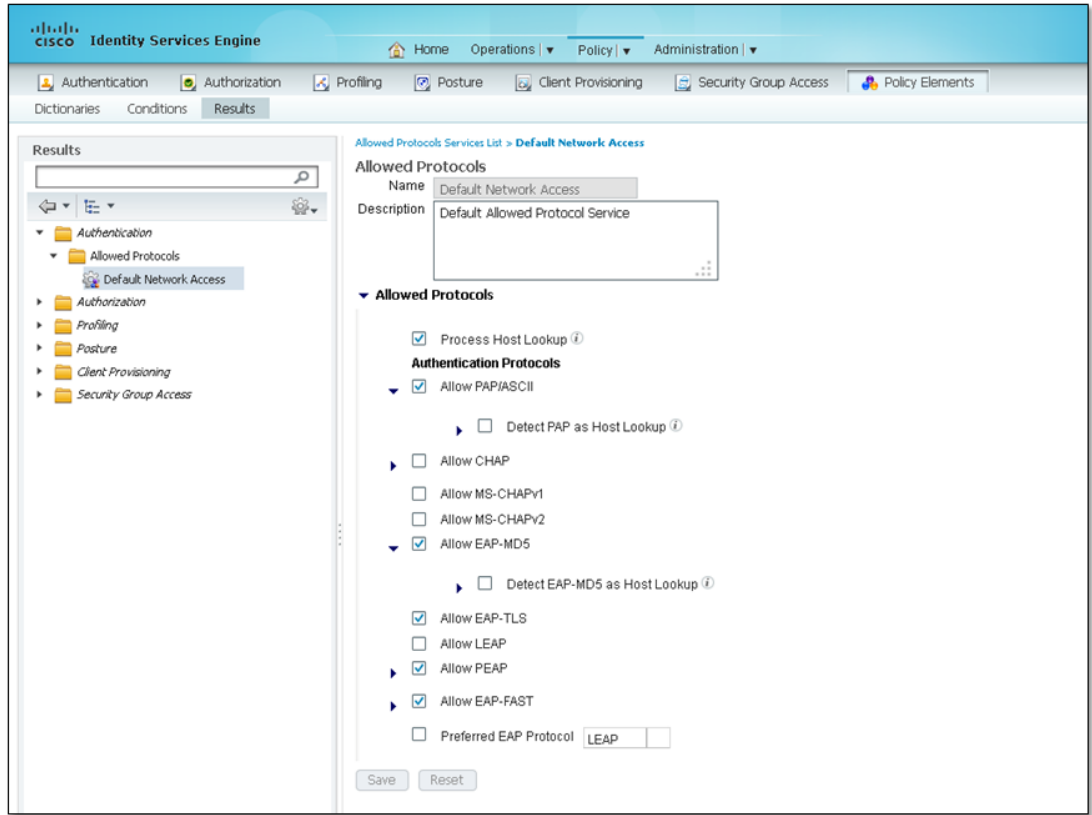 CISCO Identity Services Engine
Home Operations | Policy | Administration |
Authentication Authorization Profiling Posture Client Provisioning Security Group Access Policy Elements
Dictionaries Conditions Results
Results
Authentication
Allowed Protocols
Default Network Access
Authorization
Profiling
Posture
Client Provisioning
Security Group Access
Allowed Protocols Services List > Default Network Access
Allowed Protocols
Name Default Network Access
Description Default Allowed Protocol Service
Allowed Protocols
Process Host Lookup
Authentication Protocols
Allow PAP/ASCII
Detect PAP as Host Lookup
Allow CHAP
Allow MS-CHAPv1
Allow MS-CHAPv2
Allow EAP-MD5
Detect EAP-MD5 as Host Lookup
Allow EAP-TLS
Allow LEAP
Allow PEAP
Allow EAP-FAST
Preferred EAP Protocol LEAP
Save Reset